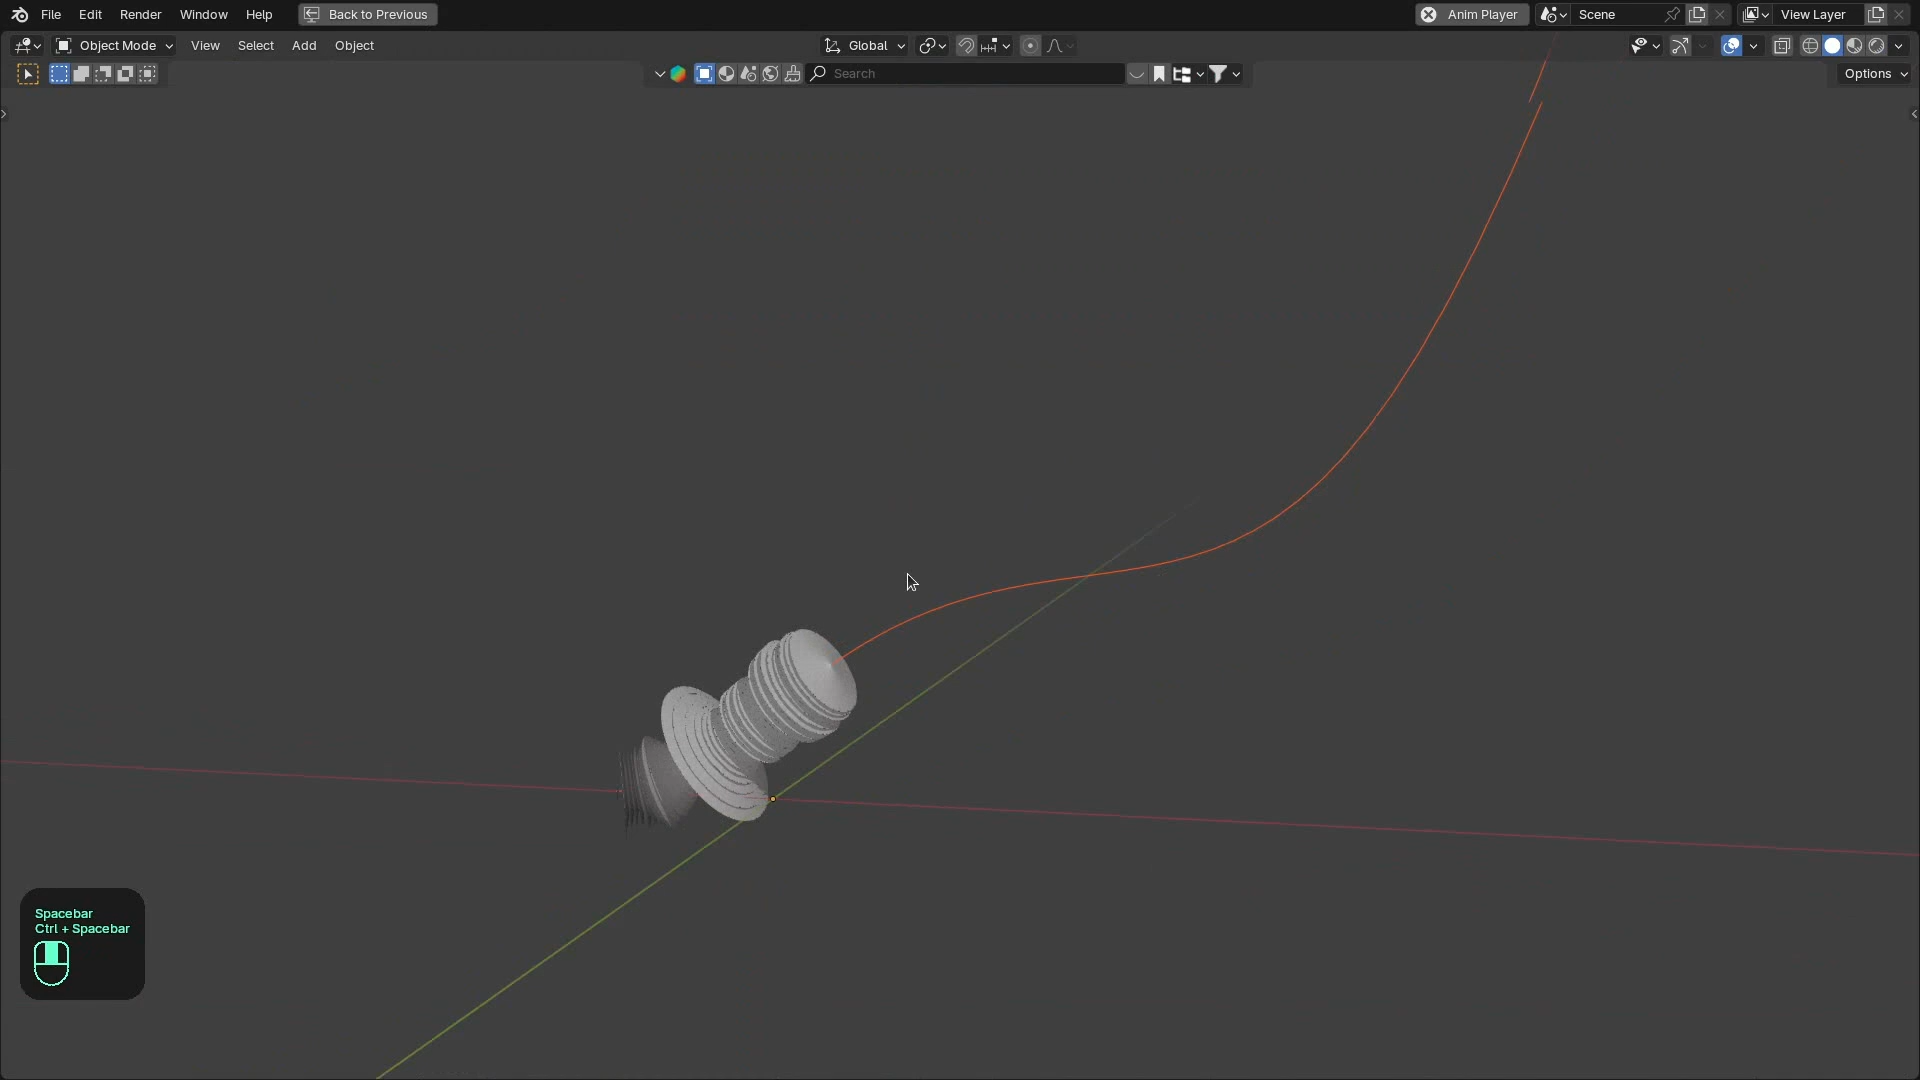 File Edit Render Window Help Back to Previous Anim Player Scene View Layer
Object Mode View Select Add Object Global
Search Options
Spacebar
Ctrl + Spacebar